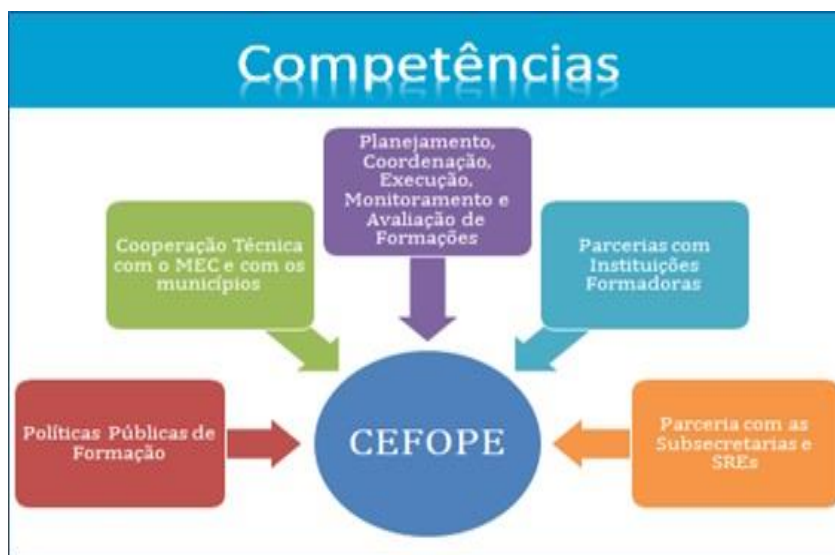 Competências
Planejamento,
Coordenação,
Execução,
Monitoramento e
Avaliação de
Formações
Cooperação Técnica
com o MEC e com os
municípios
Parcerias com
Instituições
Formadoras
Políticas Públicas de
Formação
CEFOPE
Parceria com as
Subsecretarias e
SREs